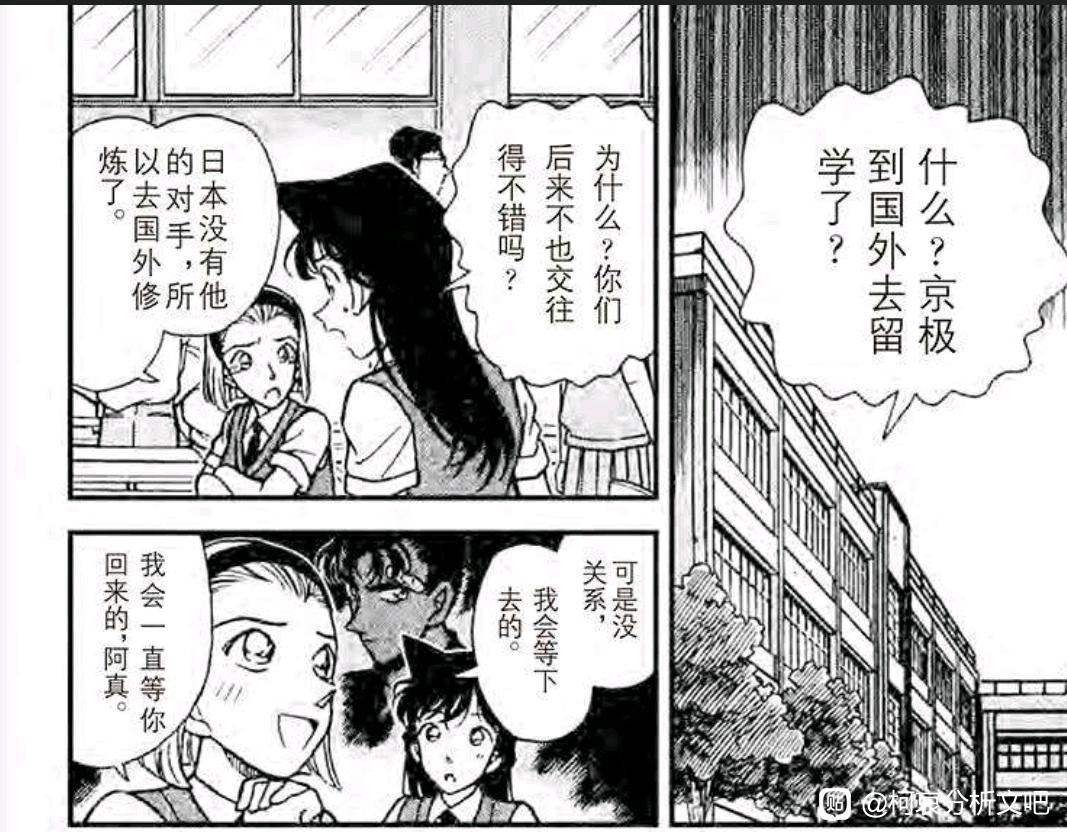 什么？京极
到国外去留
学了？
为什么？你们
后来不也交往
得不错吗？
日本没有他
的对手，所
以去国外修
炼了。
可是没
关系，
我会等下
去的。
我会一直等你
回来的，阿真。
贴 @柯哀分析文吧